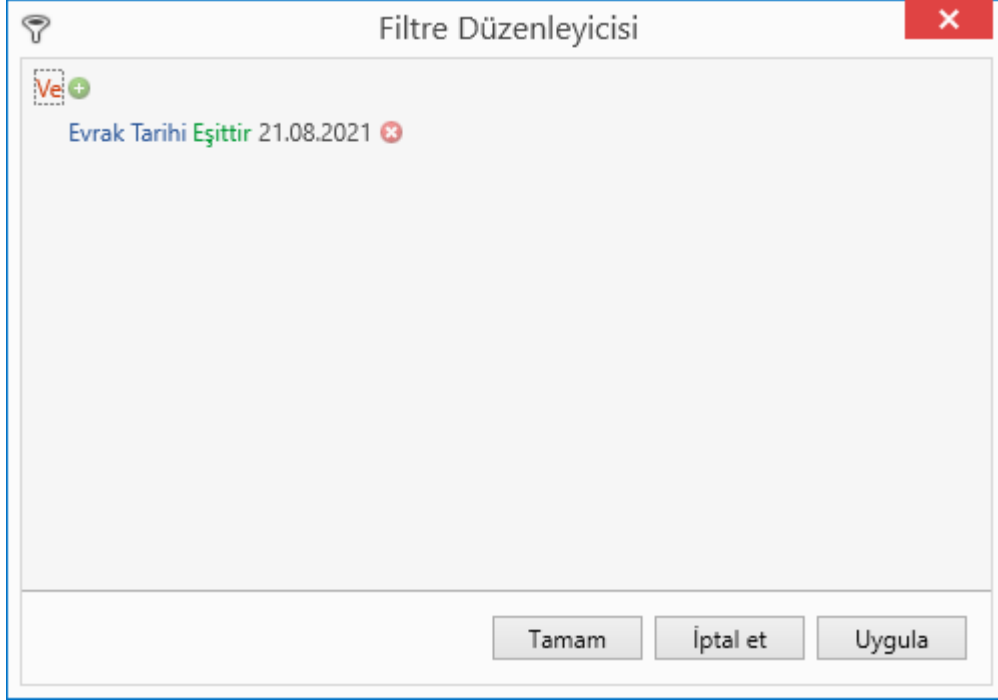 Filtre Düzenleyicisi
Ve
Evrak Tarihi Eşittir 21.08.2021
Tamam İptal et Uygula